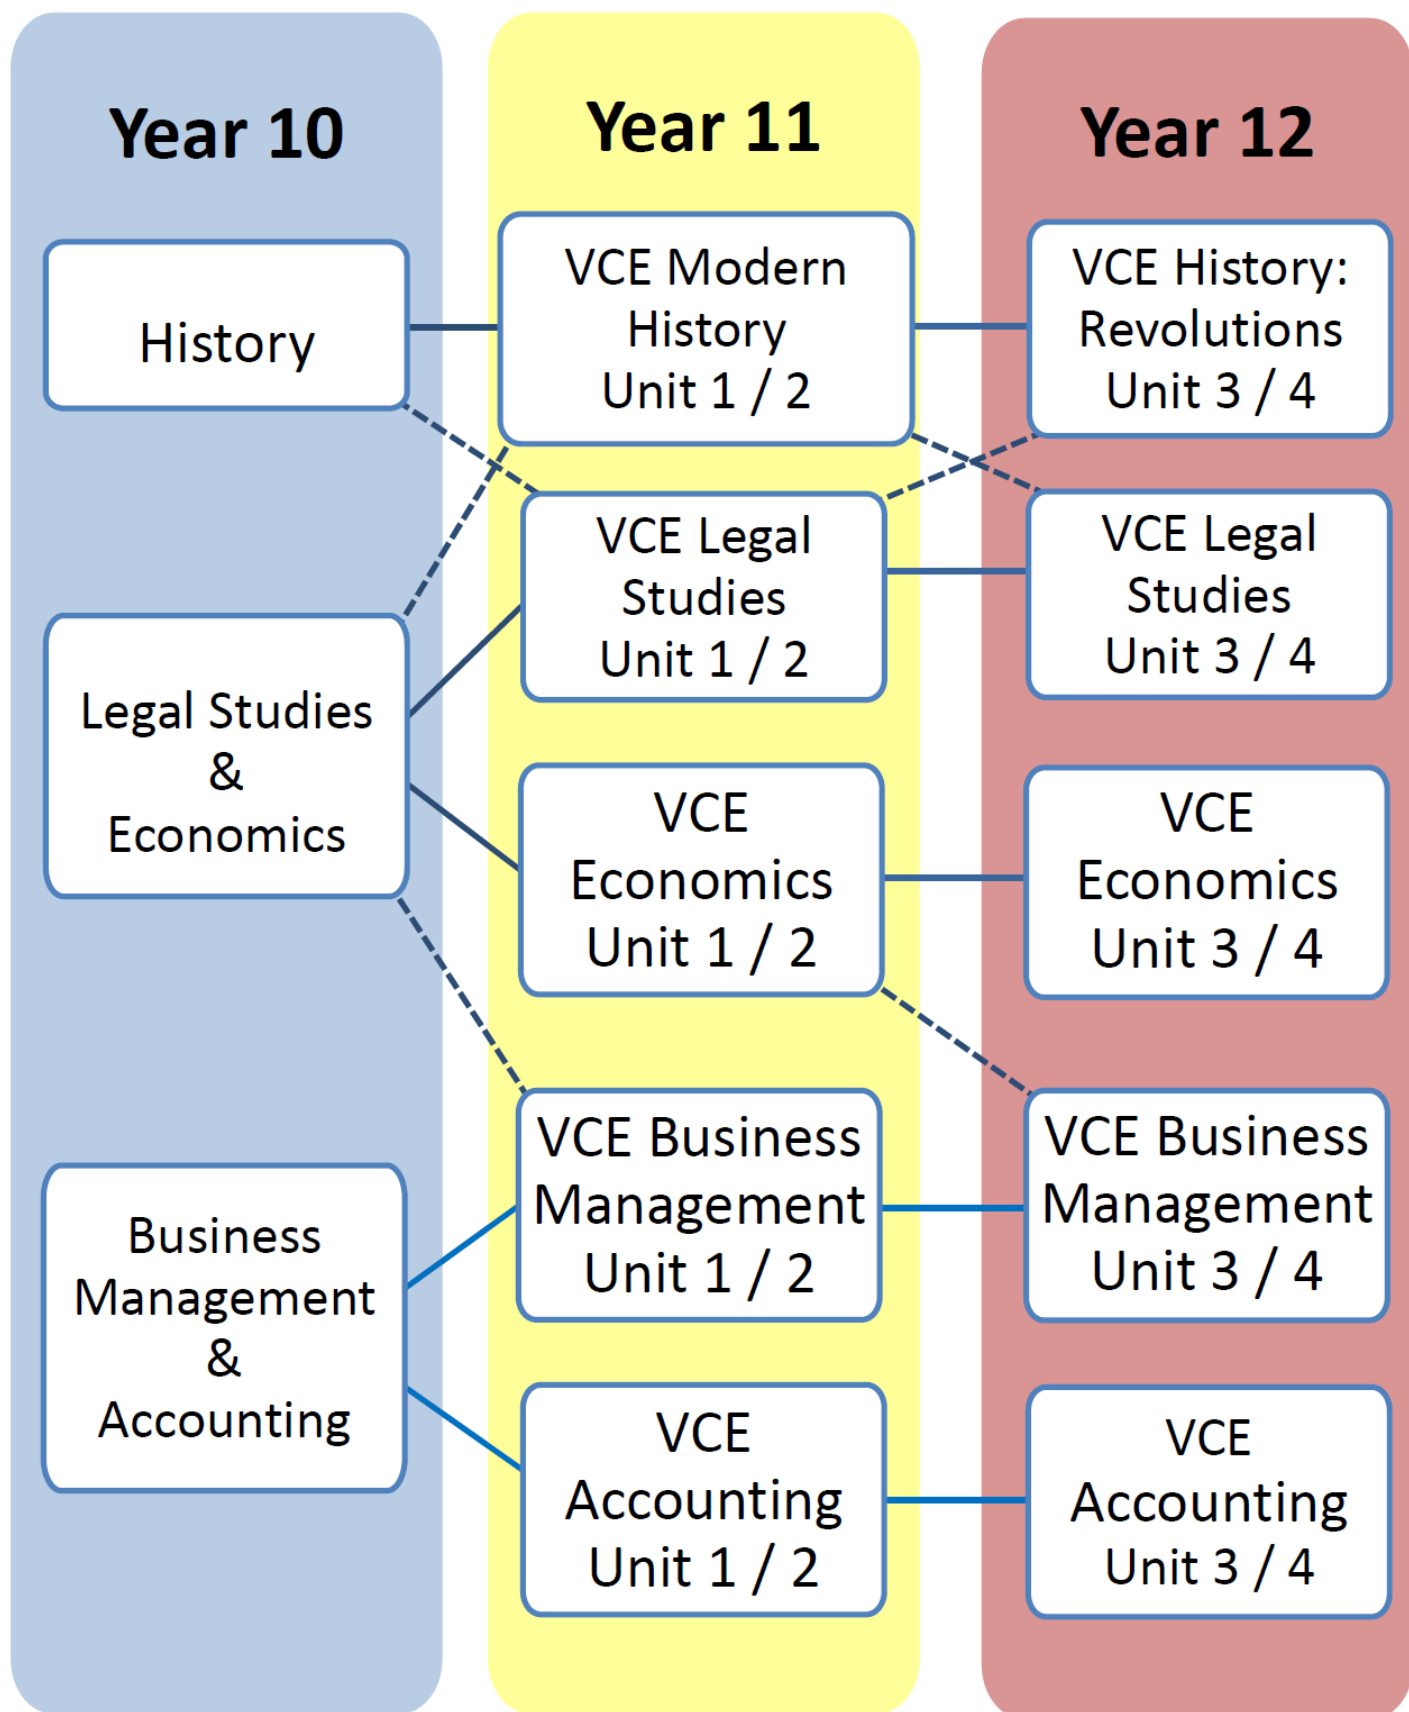 Year 10
History
Legal Studies
&
Economics
Business
Management
&
Accounting
Year 11
VCE Modern
History
Unit 1 / 2
VCE Legal
Studies
Unit 1 / 2
VCE
Economics
Unit 1 / 2
VCE Business
Management
Unit 1 / 2
VCE
Accounting
Unit 1 / 2
Year 12
VCE History:
Revolutions
Unit 3 / 4
VCE Legal
Studies
Unit 3 / 4
VCE
Economics
Unit 3 / 4
VCE Business
Management
Unit 3 / 4
VCE
Accounting
Unit 3 / 4